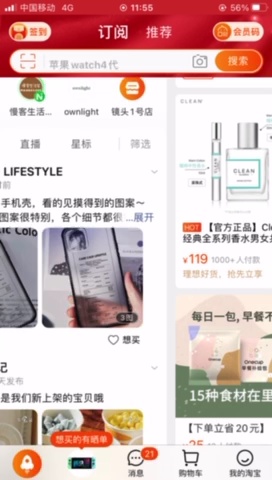 中国移动 4G 11:55 56%
签到 订阅 推荐 会员码
苹果watch4代 搜索
慢客生活 ownlight 镜头1号店
直播 星标 筛选
LIFESTYLE
手机壳，看的见摸得到的图案~
图案很特别，各个细节都很 ...展开
3图
想买
记
天发布
是我们新上架的宝贝哦
CLEAN
CLEAN
HOT 【官方正品】Cle
经典全系列香水男女
¥119 1000+人付款
理想好货，抢先立享
每日一包，早餐不
Onecup
15种食材在里
【下单立省20元】
想买的有晒单
21
消息 购物车 我的淘宝